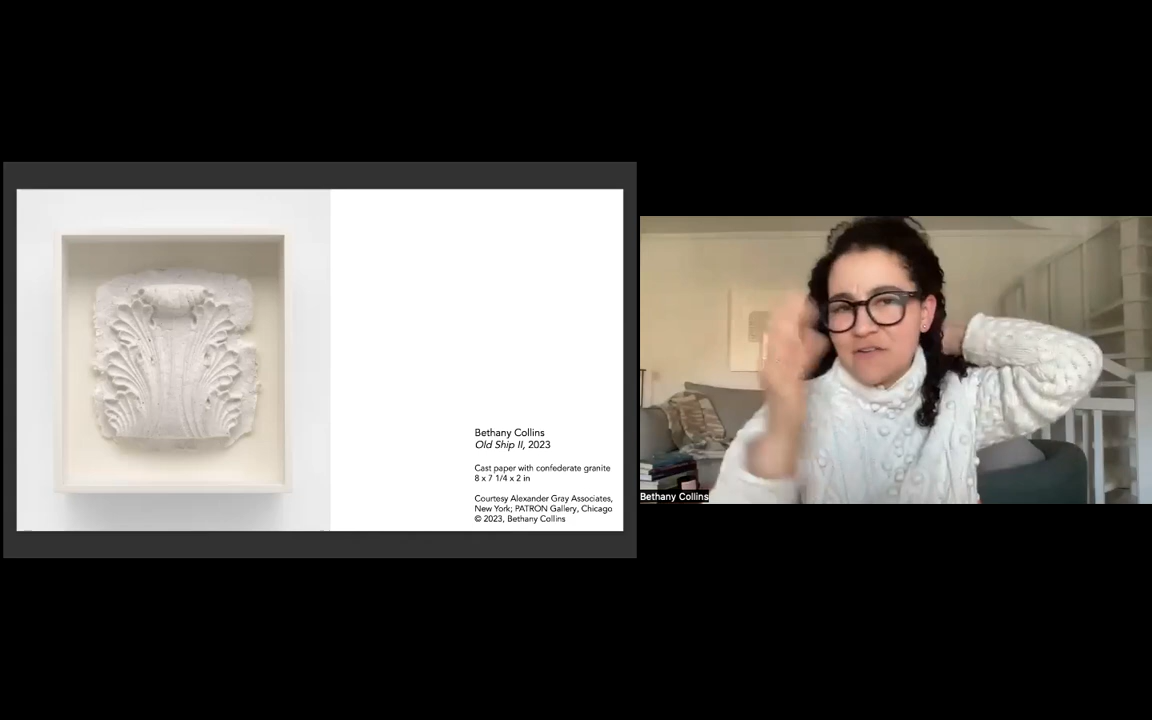 Bethany Collins
Old Ship II, 2023
Cast paper with confederate granite
8 x 7 1/4 x 2 in
Courtesy Alexander Gray Associates,
New York; PATRON Gallery, Chicago
© 2023, Bethany Collins
Bethany Collins